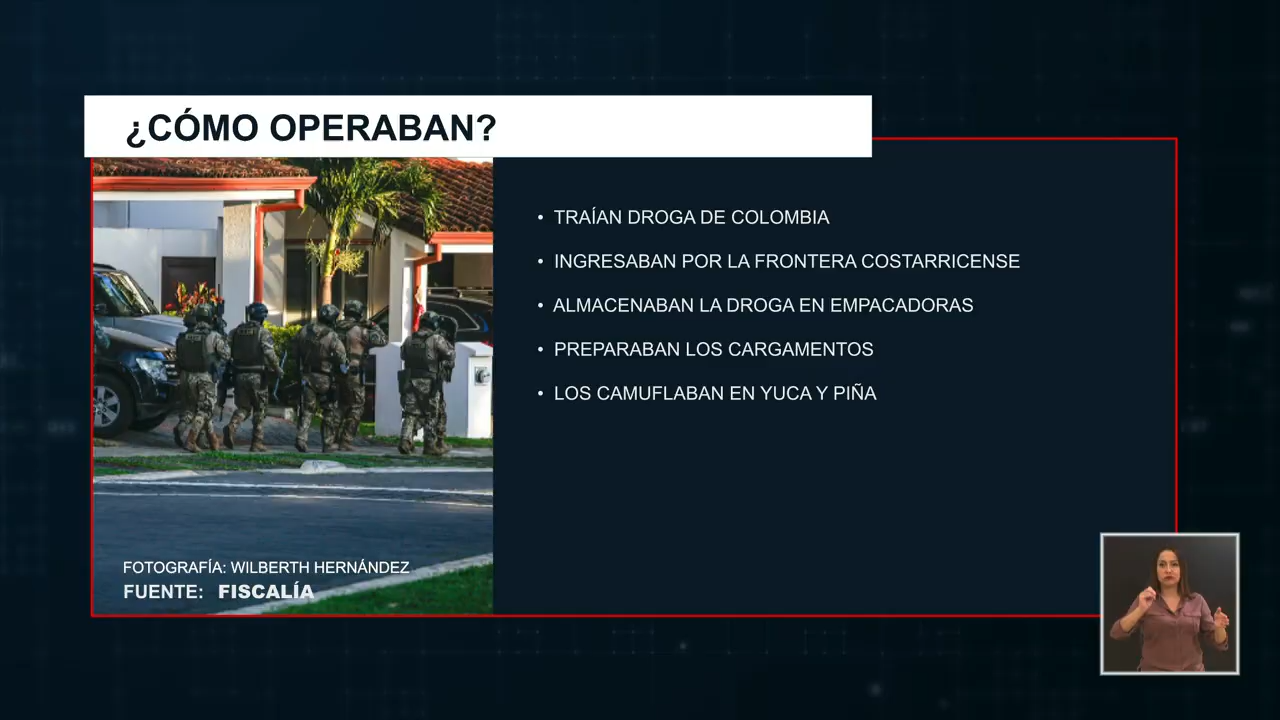 ¿CÓMO OPERABAN?
• TRAÍAN DROGA DE COLOMBIA
• INGRESABAN POR LA FRONTERA COSTARRICENSE
• ALMACENABAN LA DROGA EN EMPACADORAS
• PREPARABAN LOS CARGAMENTOS
• LOS CAMUFLABAN EN YUCA Y PIÑA
FOTOGRAFÍA: WILBERTH HERNÁNDEZ
FUENTE: FISCALÍA